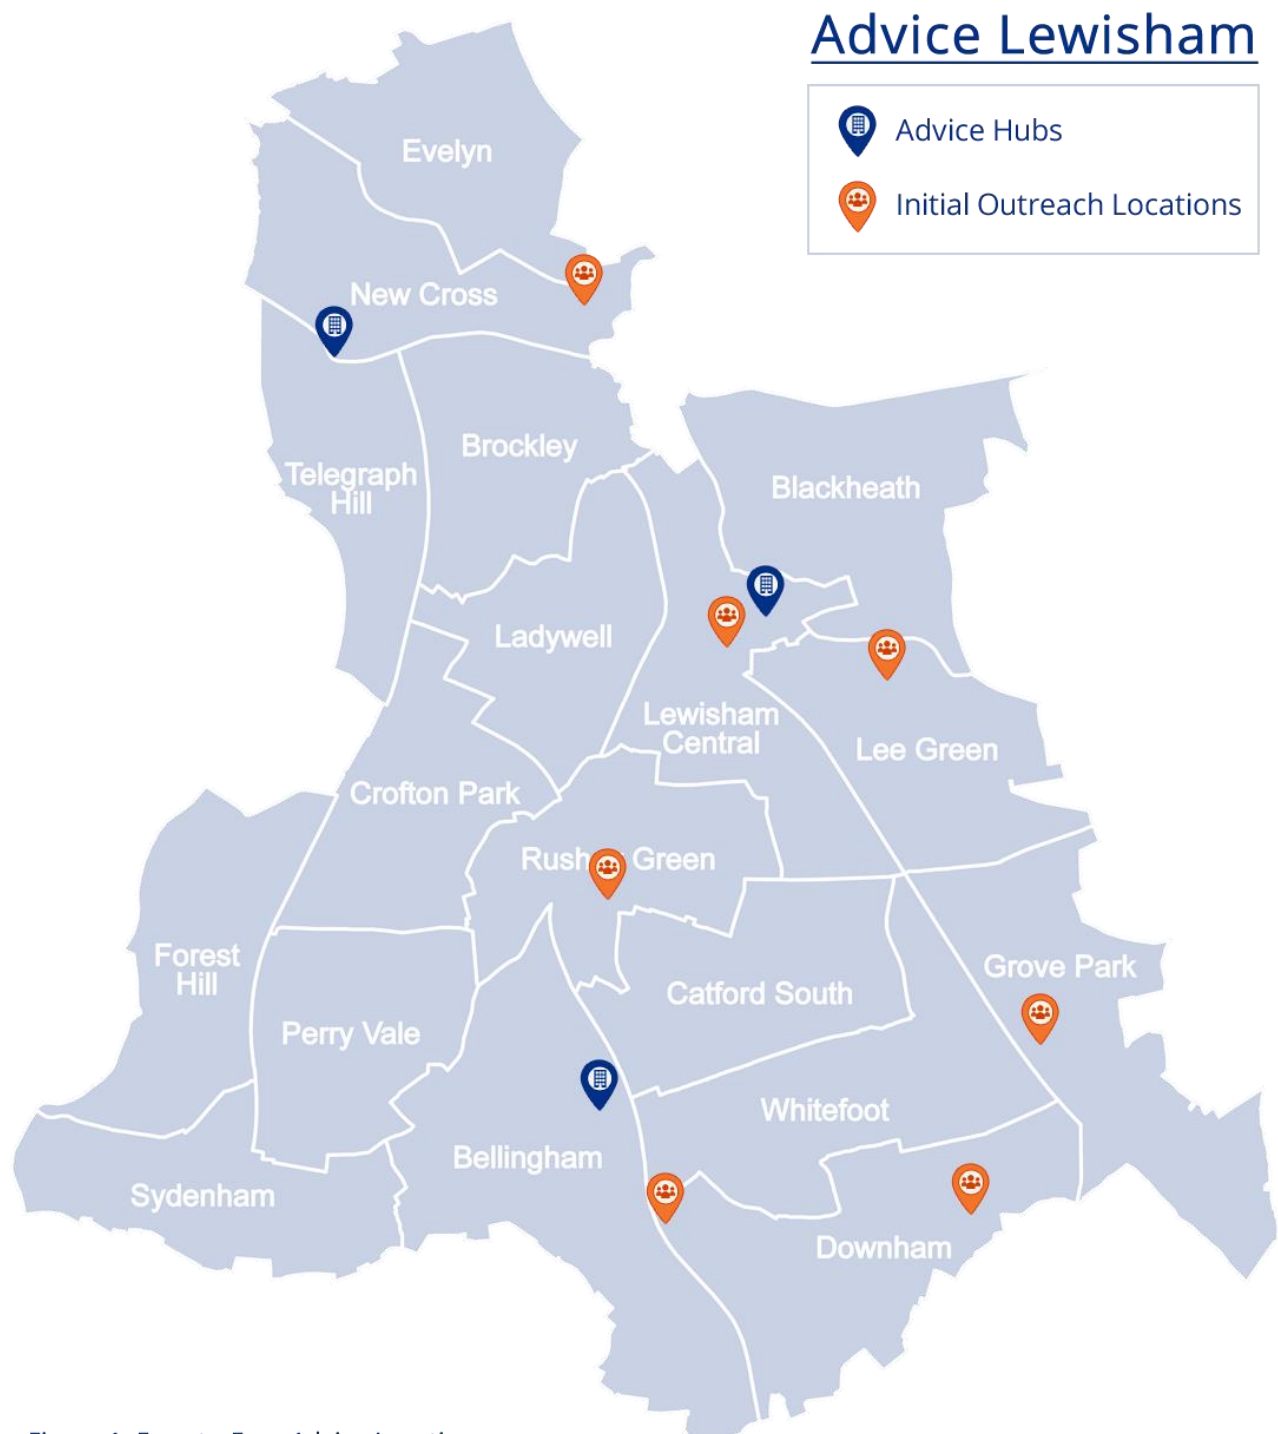 Advice Lewisham
Advice Hubs
Initial Outreach Locations
Evelyn
New Cross
Brockley
Telegraph
Hill
Blackheath
Ladywell
Lewisham
Central
Lee Green
Crofton Park
Green
Forest
Hill
Grove Park
Catford South
Perry Vale
Whitefoot
Bellingham
Sydenham
Downham